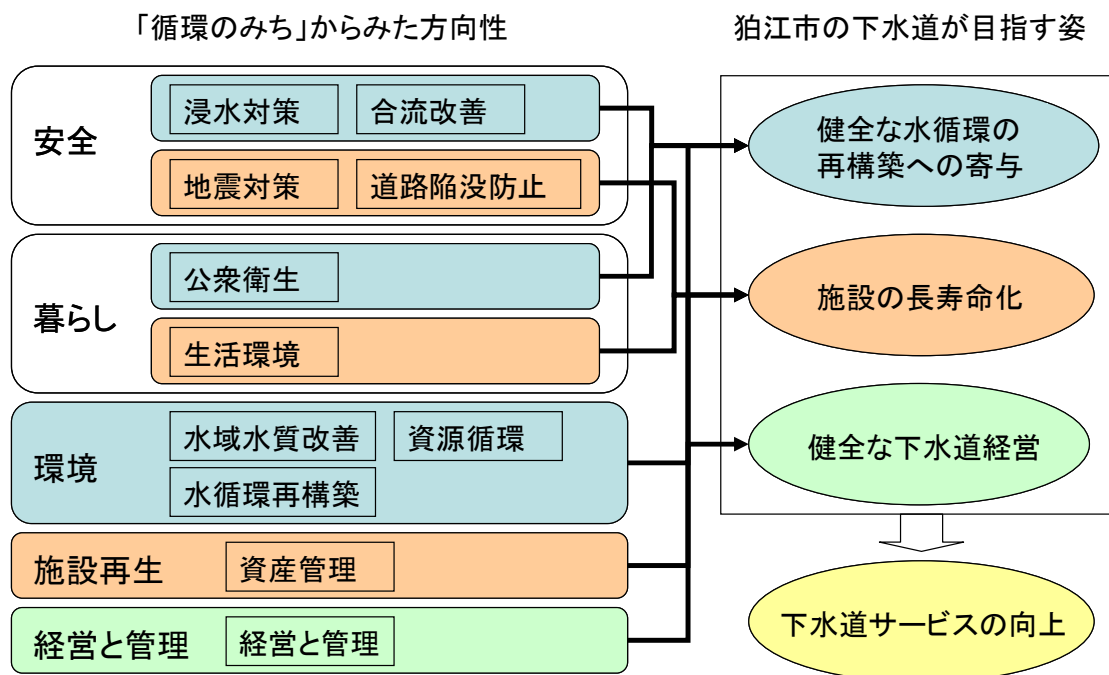 「循環のみち」からみた方向性
狛江市の下水道が目指す姿
安全
浸水対策
合流改善
地震対策
道路陥没防止
暮らし
公衆衛生
生活環境
環境
水域水質改善
資源循環
水循環再構築
施設再生
資産管理
経営と管理
経営と管理
健全な水循環の
再構築への寄与
施設の長寿命化
健全な下水道経営
下水道サービスの向上